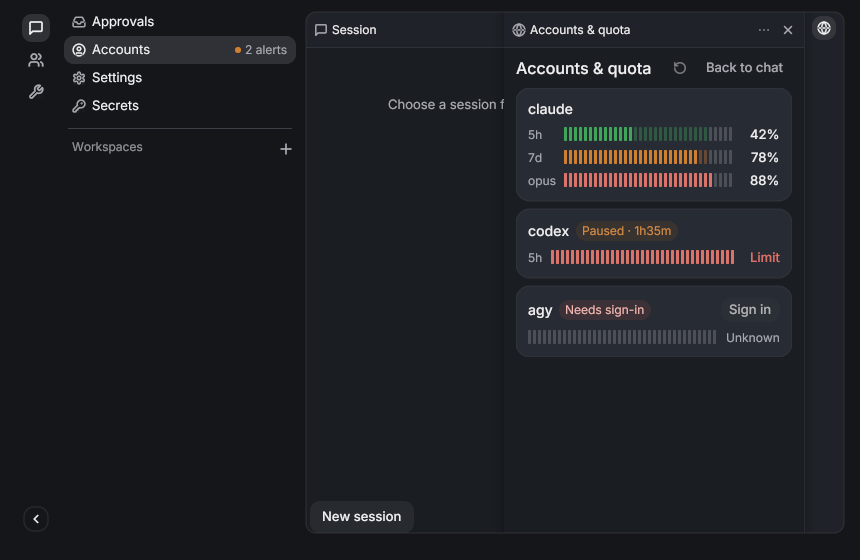 Approvals
Accounts
2 alerts
Settings
Secrets
Workspaces
Session
Choose a session f
New session
Accounts & quota
Accounts & quota
Back to chat
claude
5h 42%
7d 78%
opus 88%
codex Paused · 1h35m
5h Limit
agy Needs sign-in Sign in
Unknown